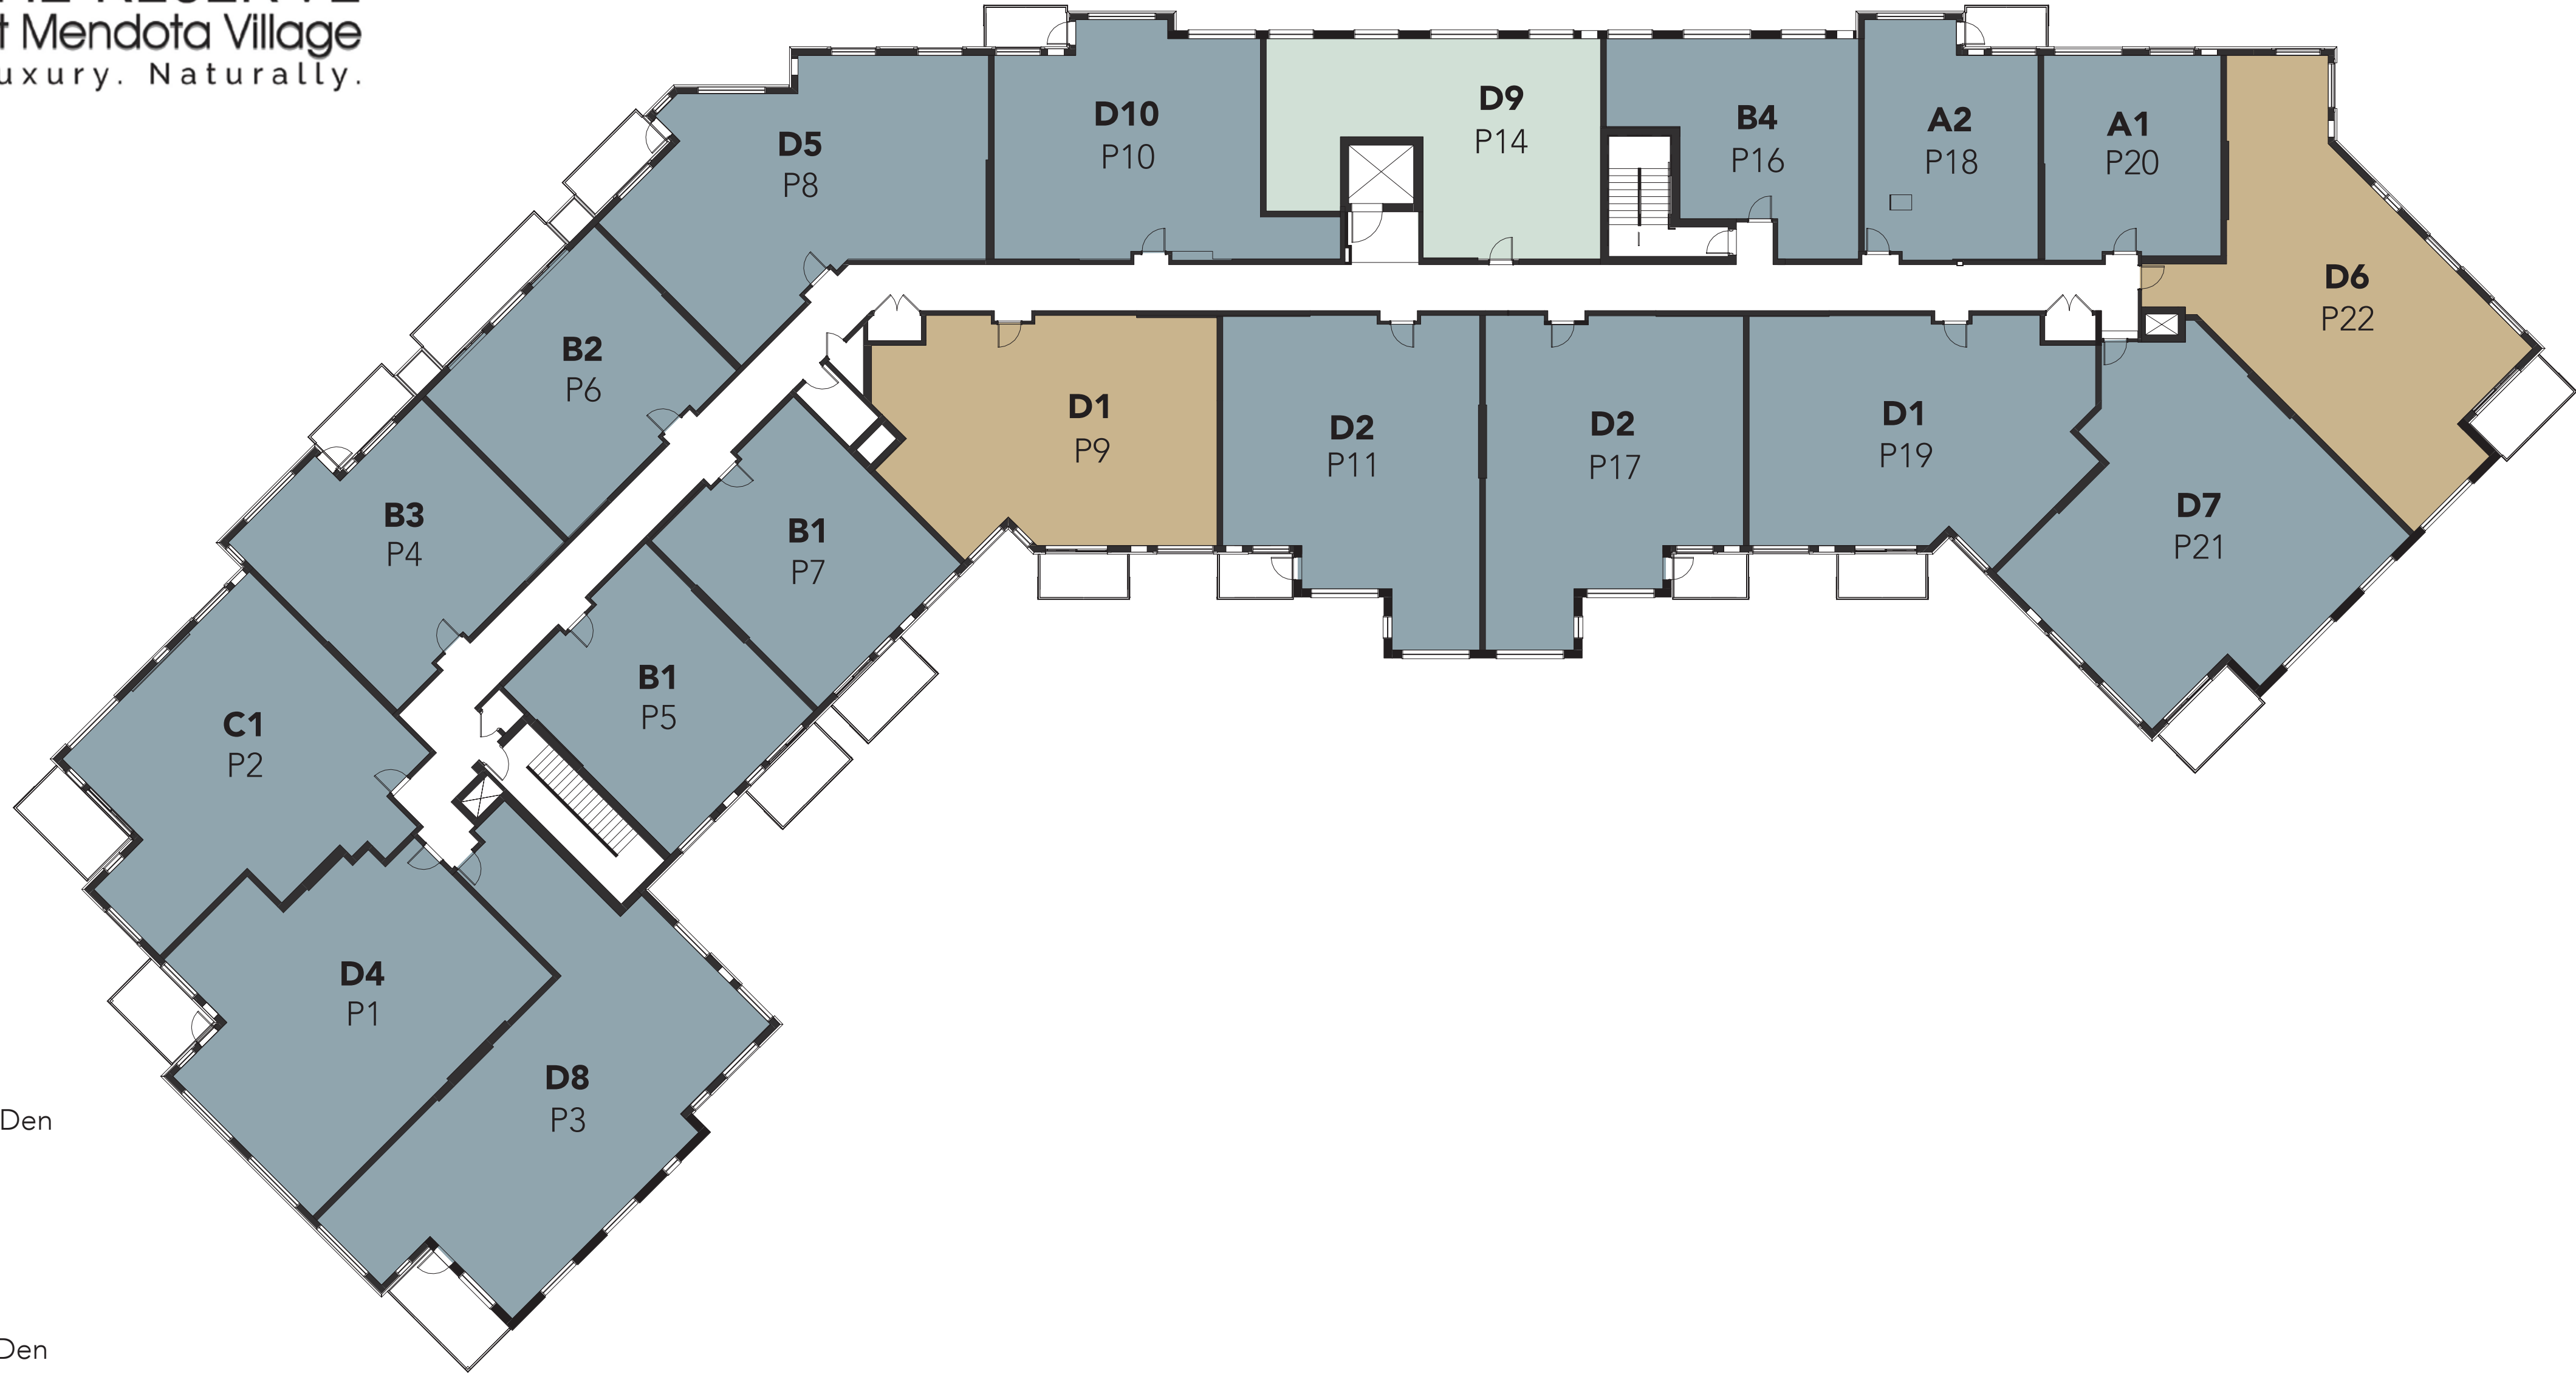 t Mendota Village
uxury. Naturally.
D5
P8
D10
P10
D9
P14
B4
P16
A2
P18
A1
P20
D6
P22
B2
P6
D1
P9
D2
P11
D2
P17
D1
P19
D7
P21
B3
P4
B1
P7
B1
P5
C1
P2
D4
P1
D8
P3
Den
Den